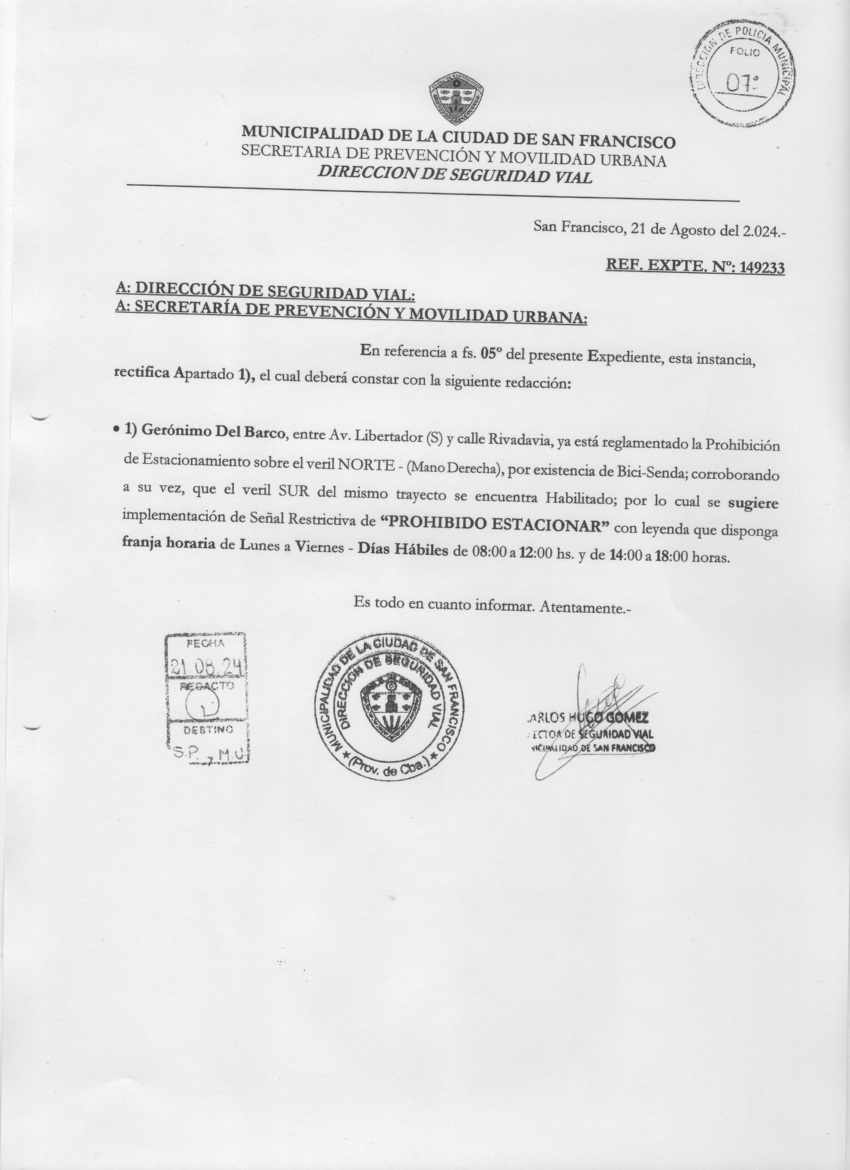 DIRECCIÓN DE POLICIA MUNICIPAL
FOLIO
07º
MUNICIPALIDAD DE LA CIUDAD DE SAN FRANCISCO
SECRETARIA DE PREVENCIÓN Y MOVILIDAD URBANA
DIRECCION DE SEGURIDAD VIAL
San Francisco, 21 de Agosto del 2.024.-
REF. EXPTE. Nº: 149233
A: DIRECCIÓN DE SEGURIDAD VIAL:
A: SECRETARÍA DE PREVENCIÓN Y MOVILIDAD URBANA:
En referencia a fs. 05º del presente Expediente, esta instancia,
rectifica Apartado 1), el cual deberá constar con la siguiente redacción:
• 1) Gerónimo Del Barco, entre Av. Libertador (S) y calle Rivadavia, ya está reglamentado la Prohibición
de Estacionamiento sobre el veril NORTE - (Mano Derecha), por existencia de Bici-Senda; corroborando
a su vez, que el veril SUR del mismo trayecto se encuentra Habilitado; por lo cual se sugiere
implementación de Señal Restrictiva de “PROHIBIDO ESTACIONAR” con leyenda que disponga
franja horaria de Lunes a Viernes - Días Hábiles de 08:00 a 12:00 hs. y de 14:00 a 18:00 horas.
Es todo en cuanto informar. Atentamente.-
FECHA
21 08 24
REDACTO
DESTINO
S.P. y M.U.
MUNICIPALIDAD DE LA CIUDAD DE SAN FRANCISCO
DIRECCION DE SEGURIDAD VIAL
★ (Prov. de Cba.) ★
ARLOS HUGO GOMEZ
ECTOR DE SEGURIDAD VIAL
NICIPALIDAD DE SAN FRANCISCO